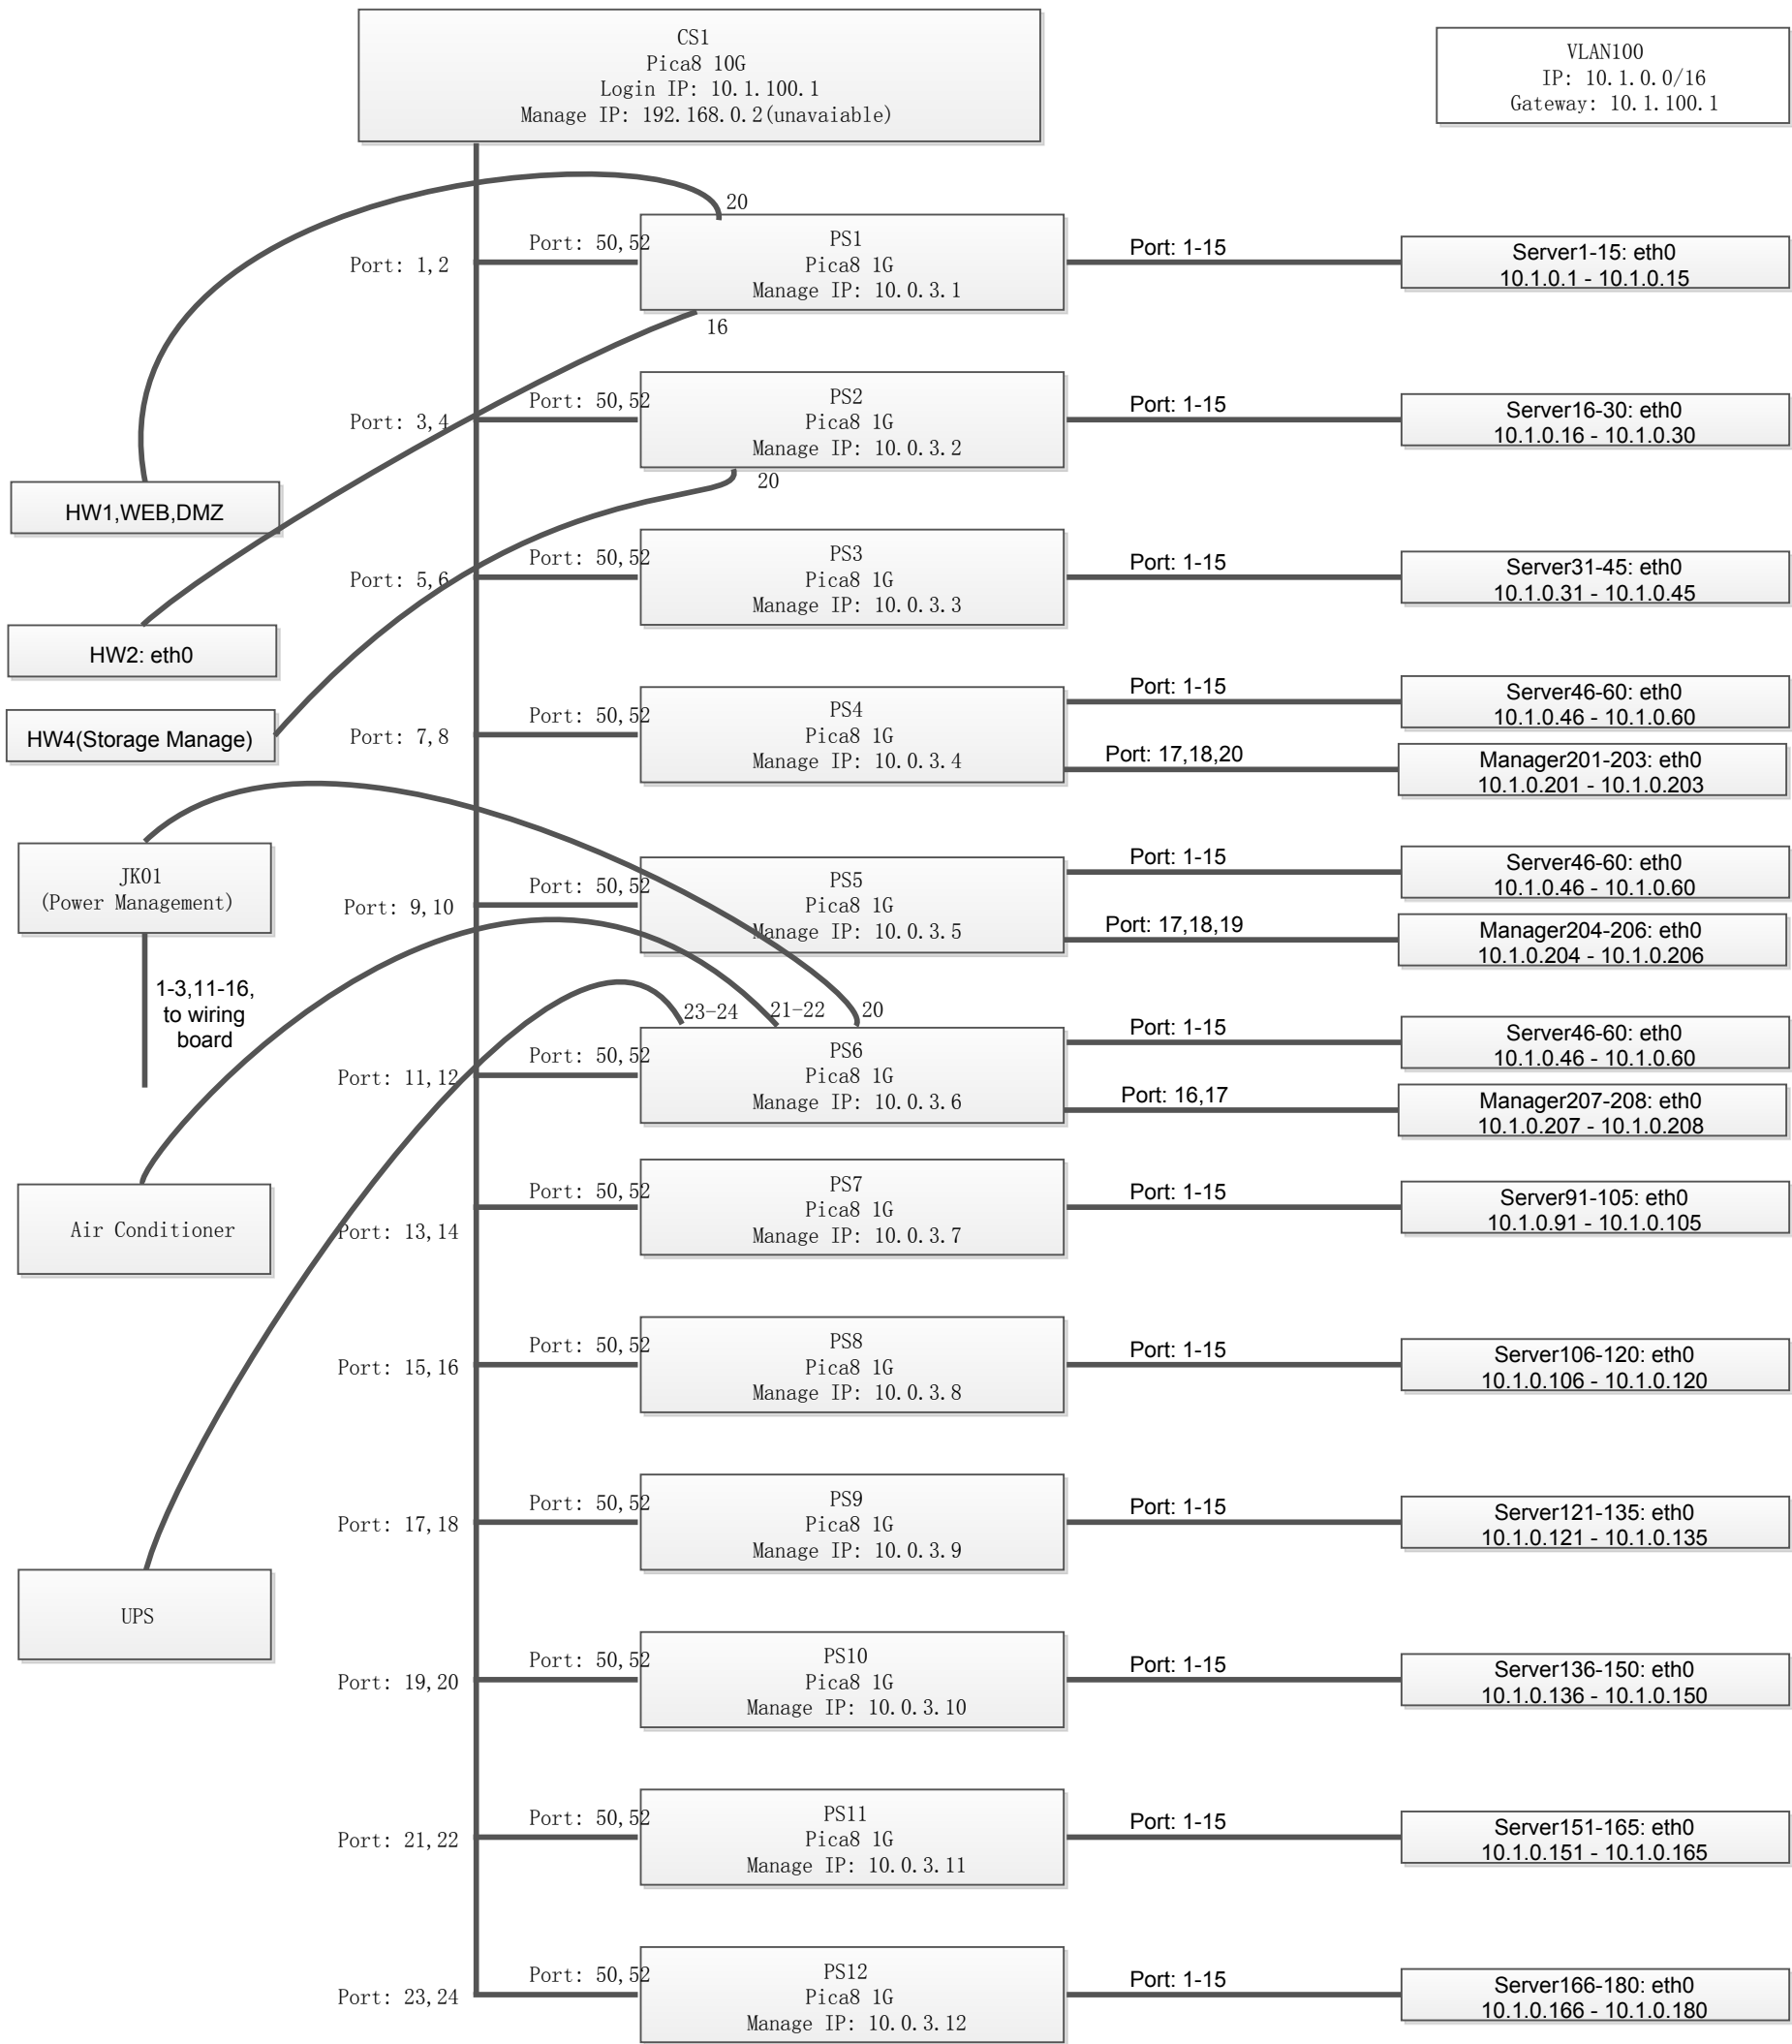 CS1
Pica8 10G
Login IP: 10.1.100.1
Manage IP: 192.168.0.2(unavaiable)
VLAN100
IP: 10.1.0.0/16
Gateway: 10.1.100.1
20
Port: 1,2
Port: 50,52
PS1
Pica8 1G
Manage IP: 10.0.3.1
Port: 1-15
Server1-15: eth0
10.1.0.1 - 10.1.0.15
16
Port: 3,4
Port: 50,52
PS2
Pica8 1G
Manage IP: 10.0.3.2
Port: 1-15
Server16-30: eth0
10.1.0.16 - 10.1.0.30
20
HW1,WEB,DMZ
Port: 5,6
Port: 50,52
PS3
Pica8 1G
Manage IP: 10.0.3.3
Port: 1-15
Server31-45: eth0
10.1.0.31 - 10.1.0.45
HW2: eth0
HW4(Storage Manage)
Port: 7,8
Port: 50,52
PS4
Pica8 1G
Manage IP: 10.0.3.4
Port: 1-15
Server46-60: eth0
10.1.0.46 - 10.1.0.60
Port: 17,18,20
Manager201-203: eth0
10.1.0.201 - 10.1.0.203
JK01
(Power Management)
Port: 9,10
Port: 50,52
PS5
Pica8 1G
Manage IP: 10.0.3.5
Port: 1-15
Server46-60: eth0
10.1.0.46 - 10.1.0.60
Port: 17,18,19
Manager204-206: eth0
10.1.0.204 - 10.1.0.206
1-3,11-16,
to wiring
board
23-24
21-22
20
Port: 11,12
Port: 50,52
PS6
Pica8 1G
Manage IP: 10.0.3.6
Port: 1-15
Server46-60: eth0
10.1.0.46 - 10.1.0.60
Port: 16,17
Manager207-208: eth0
10.1.0.207 - 10.1.0.208
Air Conditioner
Port: 13,14
Port: 50,52
PS7
Pica8 1G
Manage IP: 10.0.3.7
Port: 1-15
Server91-105: eth0
10.1.0.91 - 10.1.0.105
Port: 15,16
Port: 50,52
PS8
Pica8 1G
Manage IP: 10.0.3.8
Port: 1-15
Server106-120: eth0
10.1.0.106 - 10.1.0.120
Port: 17,18
Port: 50,52
PS9
Pica8 1G
Manage IP: 10.0.3.9
Port: 1-15
Server121-135: eth0
10.1.0.121 - 10.1.0.135
UPS
Port: 19,20
Port: 50,52
PS10
Pica8 1G
Manage IP: 10.0.3.10
Port: 1-15
Server136-150: eth0
10.1.0.136 - 10.1.0.150
Port: 21,22
Port: 50,52
PS11
Pica8 1G
Manage IP: 10.0.3.11
Port: 1-15
Server151-165: eth0
10.1.0.151 - 10.1.0.165
Port: 23,24
Port: 50,52
PS12
Pica8 1G
Manage IP: 10.0.3.12
Port: 1-15
Server166-180: eth0
10.1.0.166 - 10.1.0.180